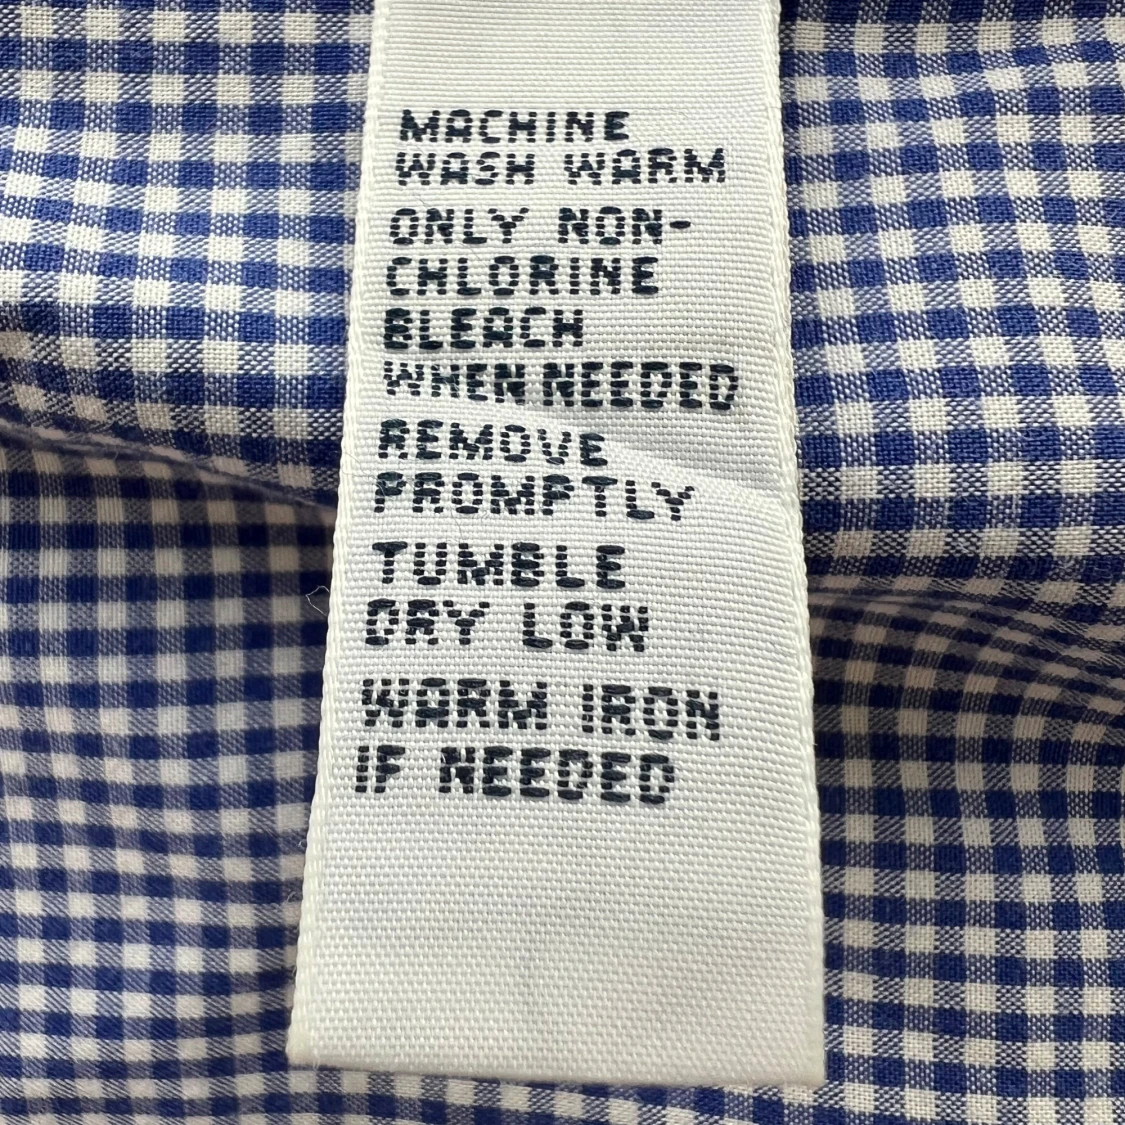 MACHINE
WASH WARM
ONLY NON-
CHLORINE
BLEACH
WHEN NEEDED
REMOVE
PROMPTLY
TUMBLE
DRY LOW
WARM IRON
IF NEEDED